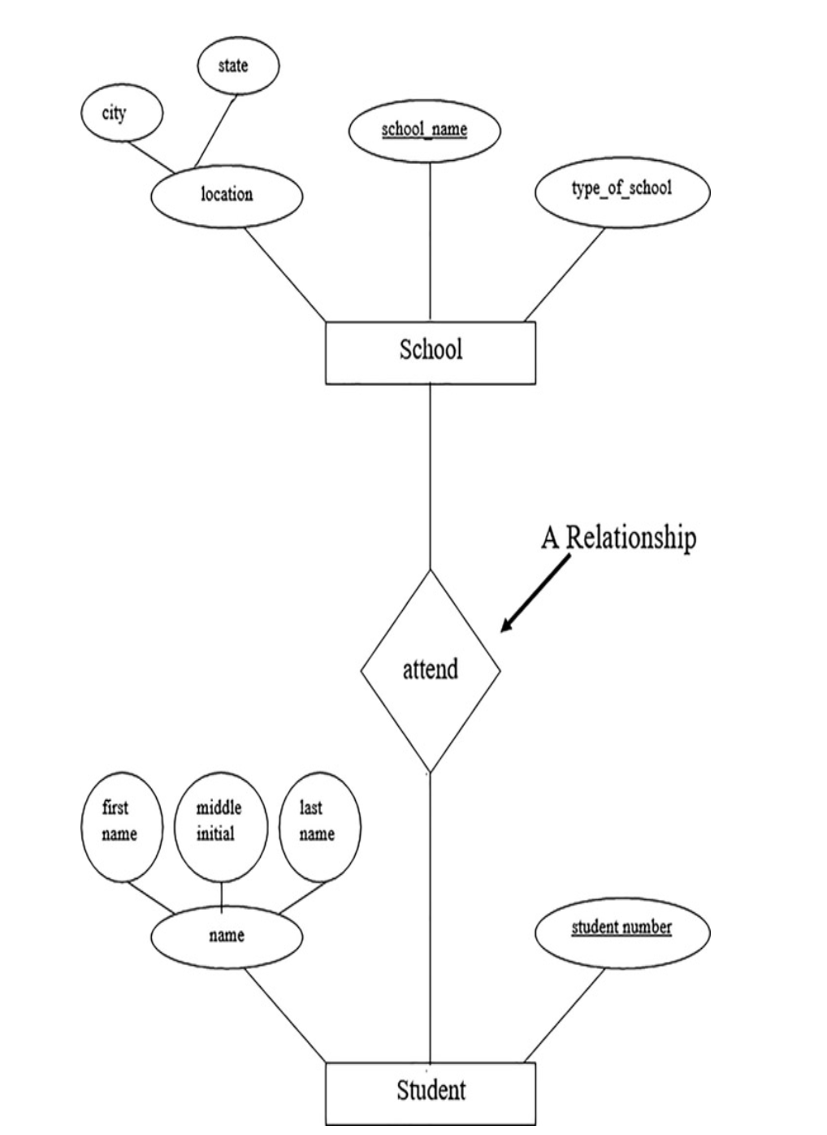 state
city
school_name
type_of_school
location
School
A Relationship
attend
first
name
middle
initial
last
name
name
student number
Student